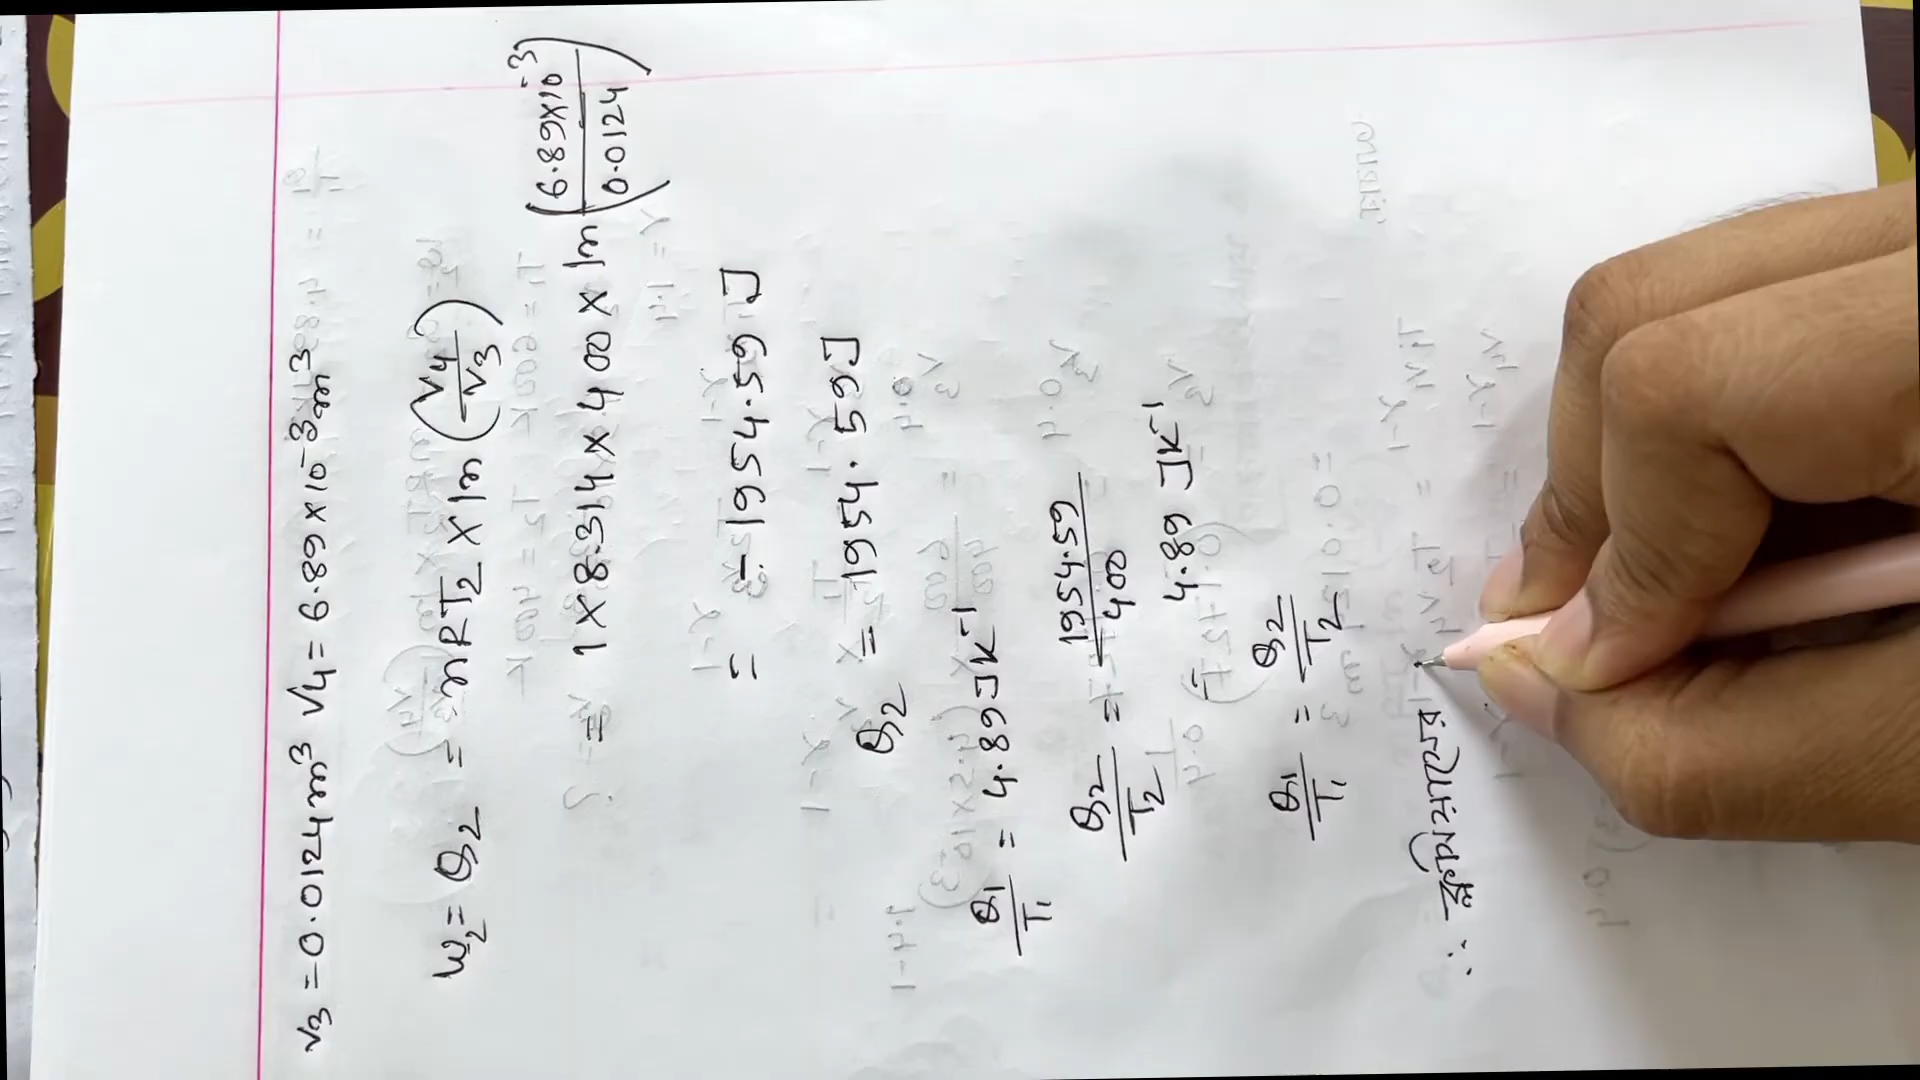 V₃ = 0.0124 m³ V₄ = 6.89 × 10⁻³ m³
W₂ = Q₂ = nRT₂ × ln (V₄/V₃)
= 1 × 8.314 × 400 × ln (6.89×10⁻³/0.0124)
= -1954.59 J
Q₂ = 1954.59 J
Q₁/T₁ = 4.89 JK⁻¹
Q₂/T₂ = 1954.59/400
4.89 JK⁻¹
Q₁/T₁ = Q₂/T₂
∴